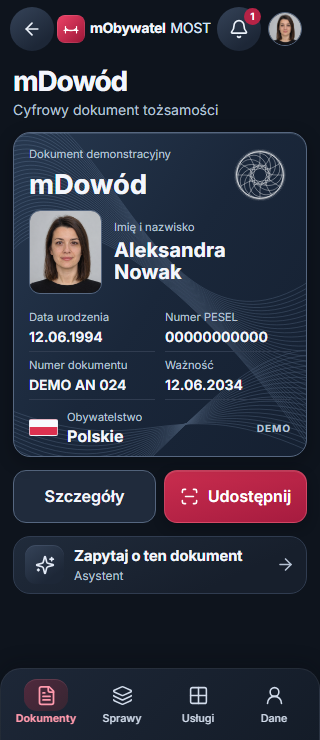 mObywatel MOST
1
mDowód
Cyfrowy dokument tożsamości
Dokument demonstracyjny
mDowód
Imię i nazwisko
Aleksandra
Nowak
Data urodzenia
Numer PESEL
12.06.1994
00000000000
Numer dokumentu
Ważność
DEMO AN 024
12.06.2034
Obywatelstwo
Polskie
DEMO
Szczegóły
Udostępnij
Zapytaj o ten dokument
Asystent
Dokumenty
Sprawy
Usługi
Dane